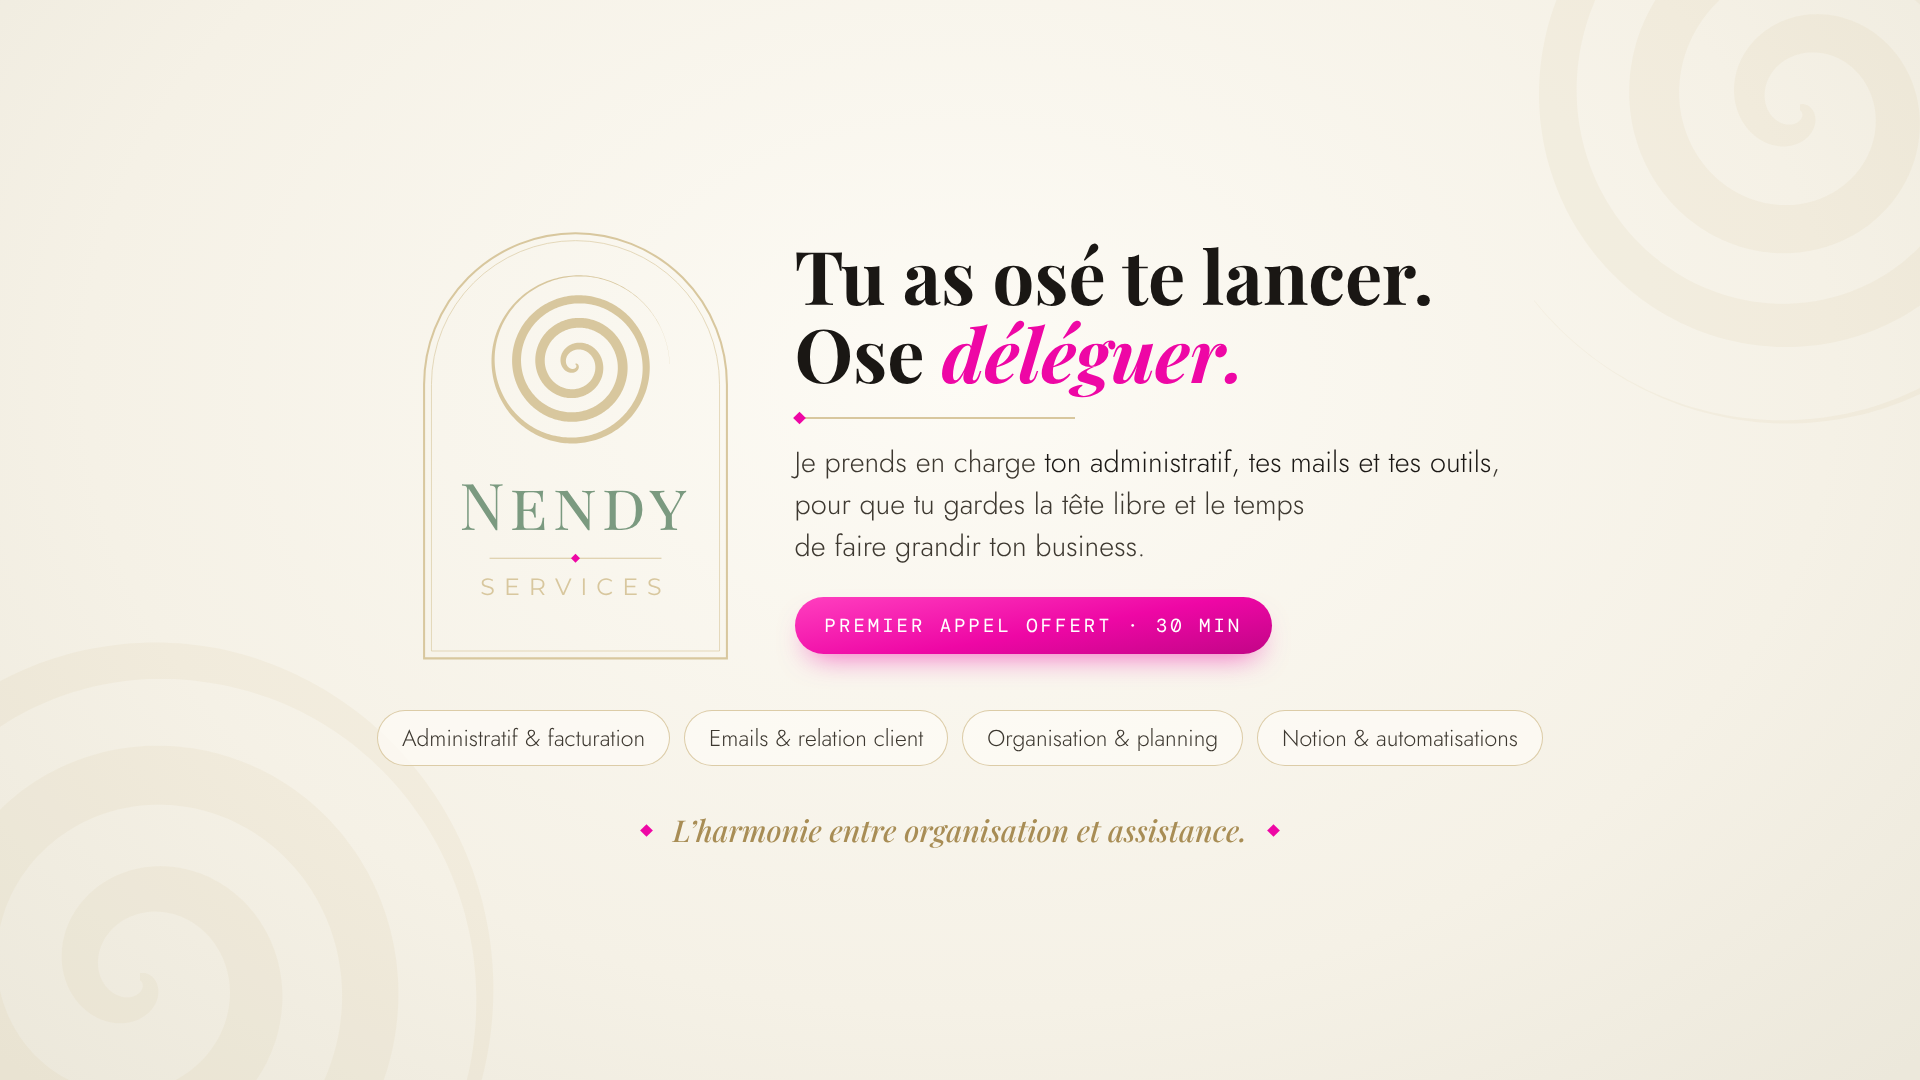 NENDY
SERVICES
Tu as osé te lancer.
Ose déléguer.
Je prends en charge ton administratif, tes mails et tes outils,
pour que tu gardes la tête libre et le temps
de faire grandir ton business.
PREMIER APPEL OFFERT · 30 MIN
Administratif & facturation
Emails & relation client
Organisation & planning
Notion & automatisations
L’harmonie entre organisation et assistance.